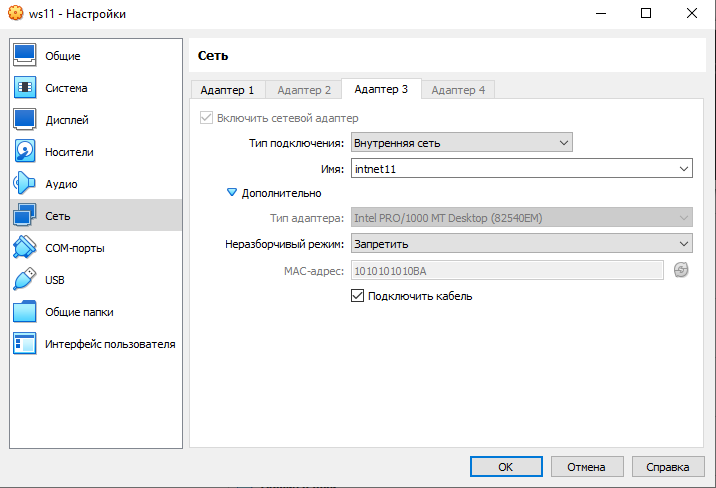 ws11 - Настройки
Общие
Система
Дисплей
Носители
Аудио
Сеть
COM-порты
USB
Общие папки
Интерфейс пользователя
Сеть
Адаптер 1 Адаптер 2 Адаптер 3 Адаптер 4
Включить сетевой адаптер
Тип подключения: Внутренняя сеть
Имя: intnet11
Дополнительно
Тип адаптера: Intel PRO/1000 MT Desktop (82540EM)
Неразборчивый режим: Запретить
MAC-адрес: 1010101010BA
Подключить кабель
OK Отмена Справка